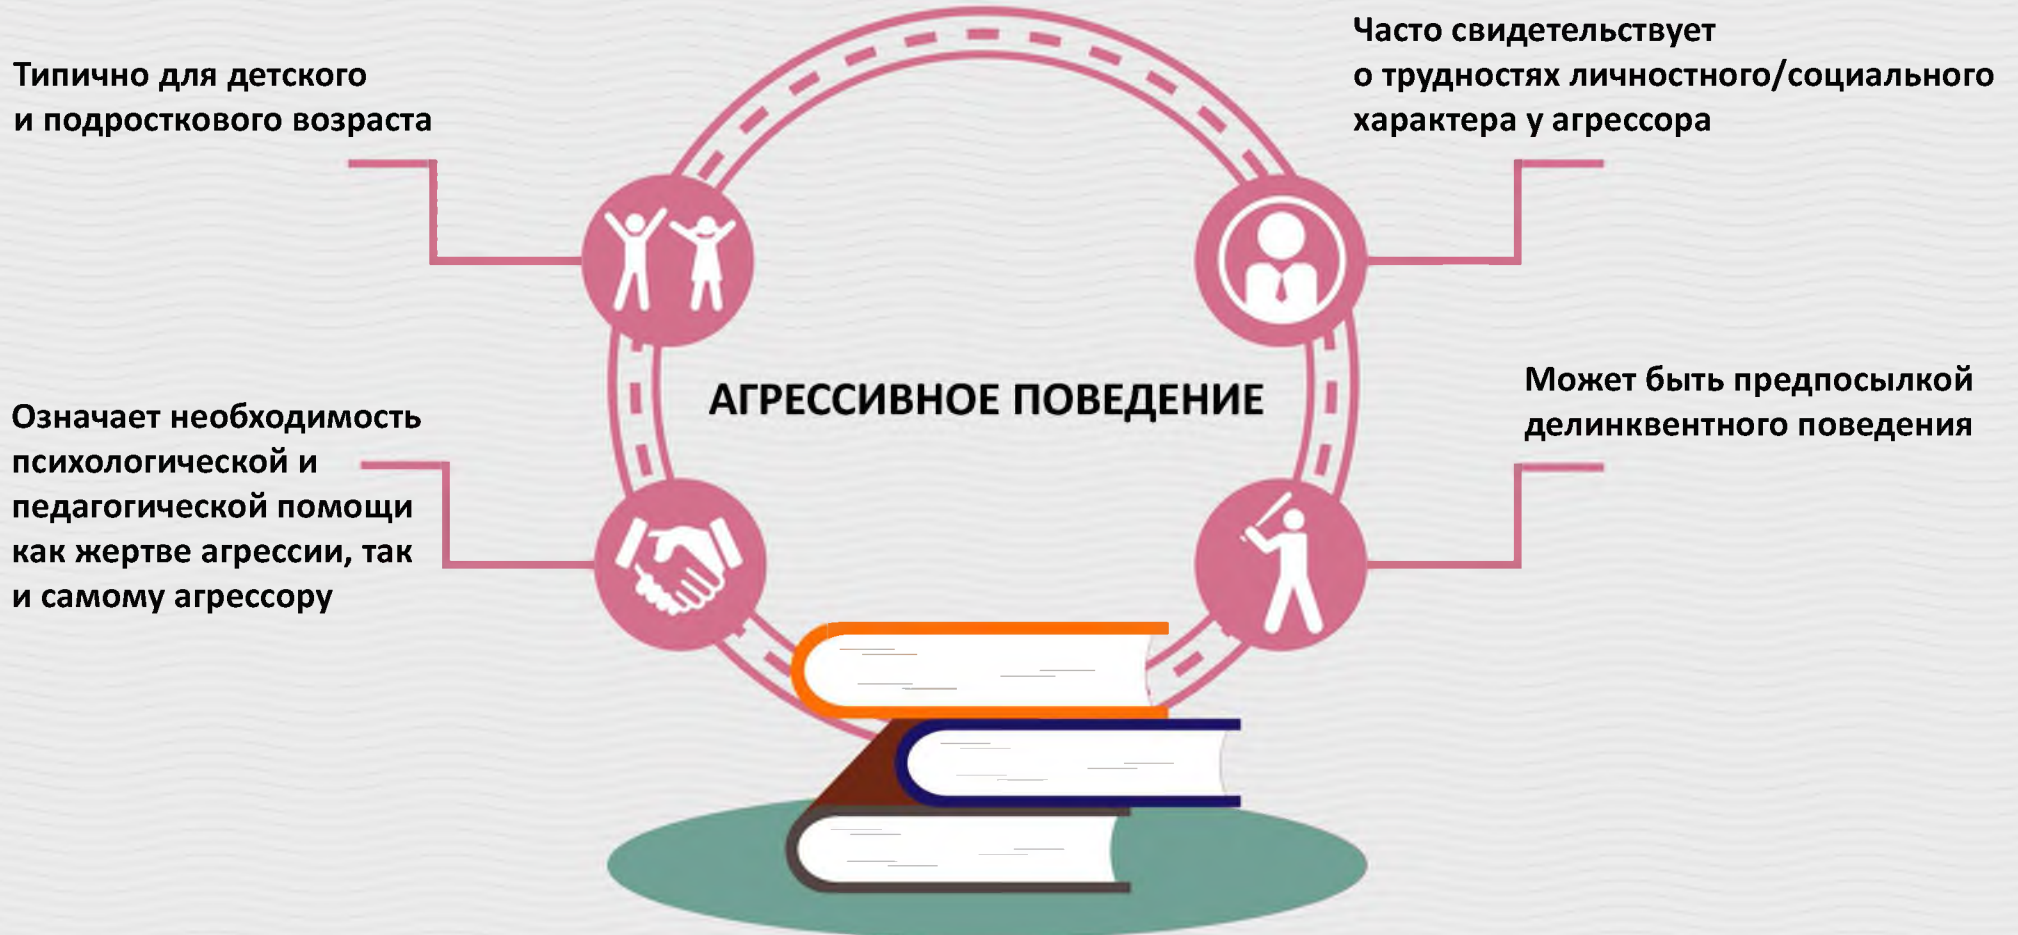 Типично для детского
и подросткового возраста
Часто свидетельствует
о трудностях личностного/социального
характера у агрессора
АГРЕССИВНОЕ ПОВЕДЕНИЕ
Означает необходимость
психологической и
педагогической помощи
как жертве агрессии, так
и самому агрессору
Может быть предпосылкой
делинквентного поведения